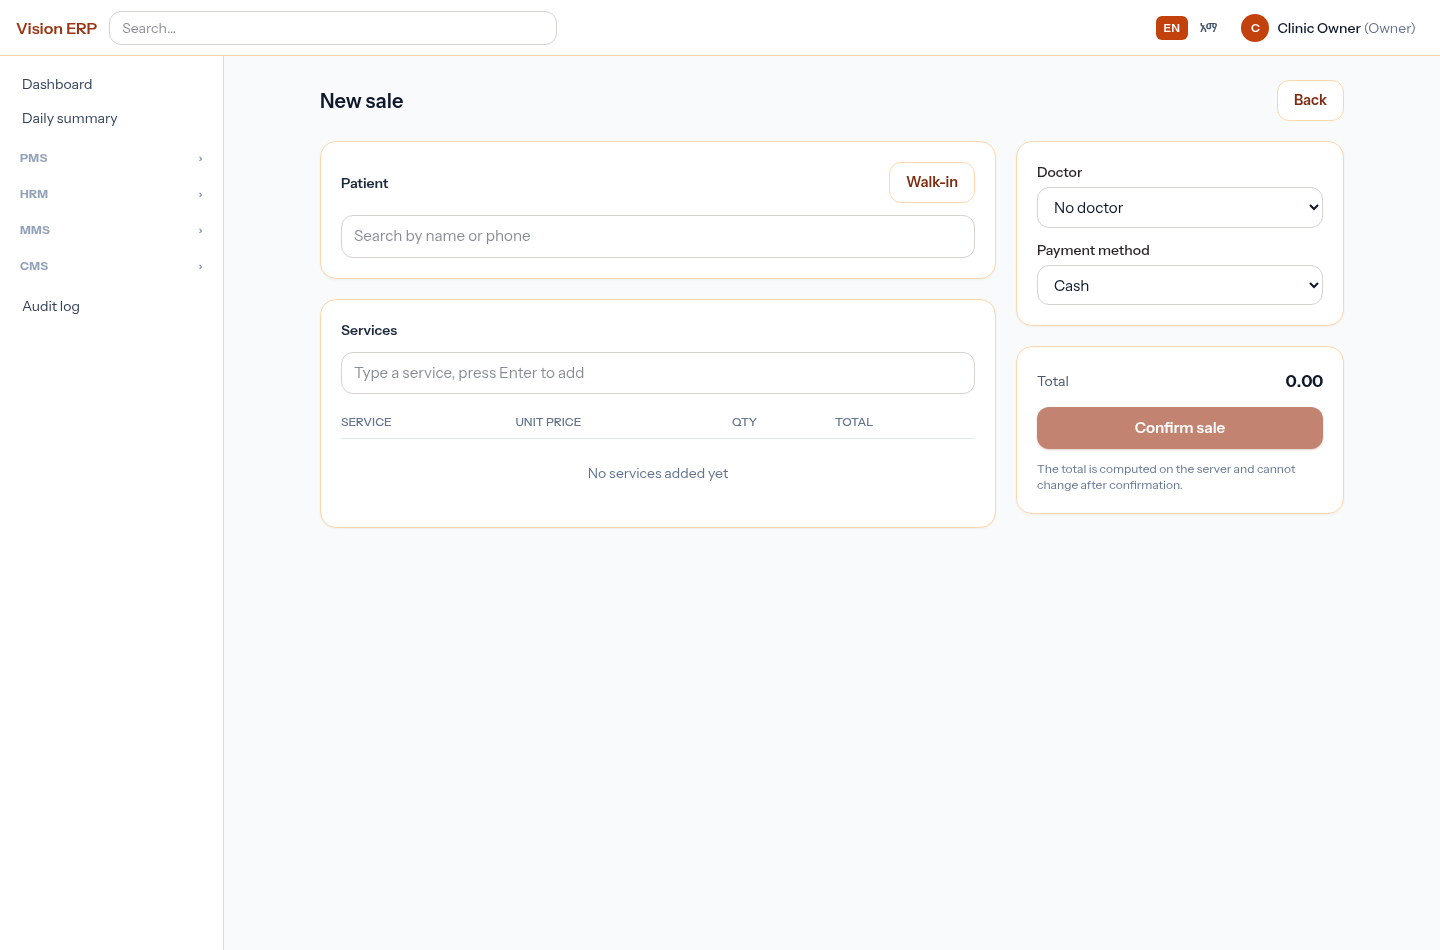 Vision ERP
Search...
EN
አማ
C
Clinic Owner (Owner)
Dashboard
Daily summary
PMS ›
HRM ›
MMS ›
CMS ›
Audit log
New sale
Back
Patient
Walk-in
Search by name or phone
Services
Type a service, press Enter to add
SERVICE UNIT PRICE QTY TOTAL
No services added yet
Doctor
No doctor
Payment method
Cash
Total 0.00
Confirm sale
The total is computed on the server and cannot
change after confirmation.